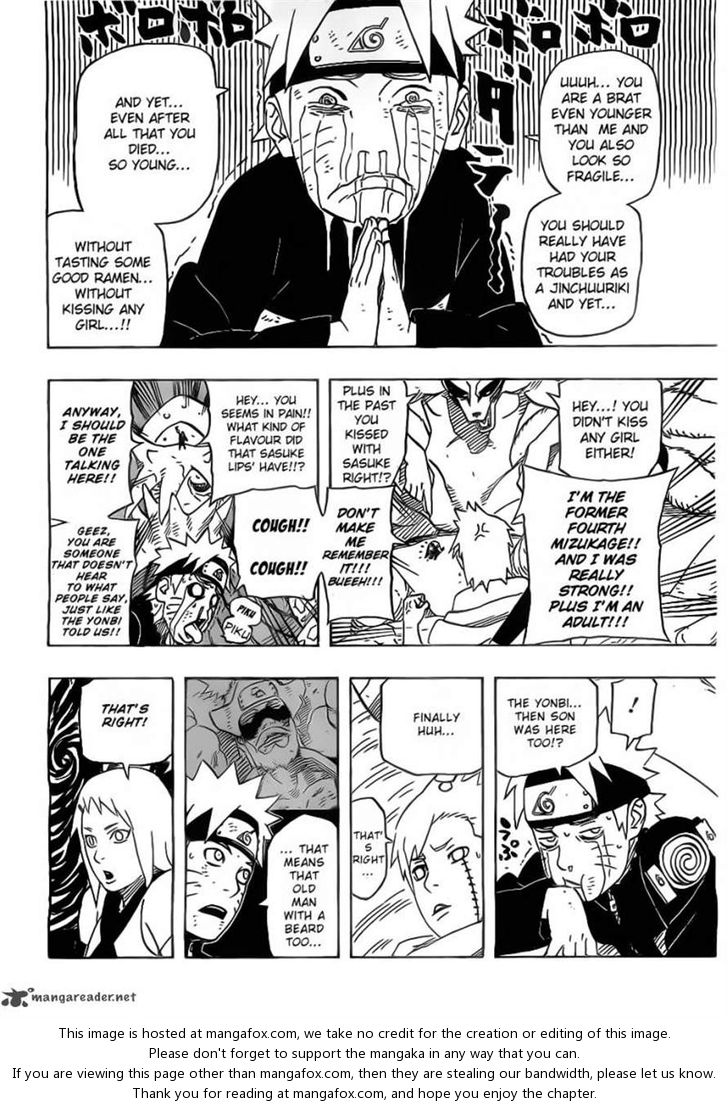 ボロボロ
ボロボロ
ダラー
UUUH... YOU
ARE A BRAT
EVEN YOUNGER
THAN ME AND
YOU ALSO
LOOK SO
FRAGILE...
YOU SHOULD
REALLY HAVE
HAD YOUR
TROUBLES AS
A JINCHUURIKI
AND YET...
AND YET...
EVEN AFTER
ALL THAT YOU
DIED...
SO YOUNG...
WITHOUT
TASTING SOME
GOOD RAMEN...
WITHOUT
KISSING ANY
GIRL...!!
HEY...! YOU
DIDN'T KISS
ANY GIRL
EITHER!
I'M THE
FORMER
FOURTH
MIZUKAGE!!
AND I WAS
REALLY
STRONG!!
PLUS I'M AN
ADULT!!!
PLUS IN
THE PAST
YOU
KISSED
WITH
SASUKE
RIGHT!?
DON'T
MAKE
ME
REMEMBER
IT!!!
BUEEH!!!
HEY... YOU
SEEMS IN PAIN!!
WHAT KIND OF
FLAVOUR DID
THAT SASUKE
LIPS' HAVE!!?
COUGH!!
COUGH!!
ANYWAY,
I SHOULD
BE THE
ONE
TALKING
HERE!!
GEEZ,
YOU ARE
SOMEONE
THAT DOESN'T
HEAR
TO WHAT
PEOPLE SAY,
JUST LIKE
THE YONBI
TOLD US!!
PIKU
PIKU
!
THE YONBI...
THEN SON
WAS HERE
TOO!?
FINALLY
HUH...
THAT'
S
RIGHT
...
... THAT
MEANS
THAT
OLD
MAN
WITH A
BEARD
TOO...
THAT'S
RIGHT!
mangareader.net
This image is hosted at mangafox.com, we take no credit for the creation or editing of this image.
Please don't forget to support the mangaka in any way that you can.
If you are viewing this page other than mangafox.com, then they are stealing our bandwidth, please let us know.
Thank you for reading at mangafox.com, and hope you enjoy the chapter.